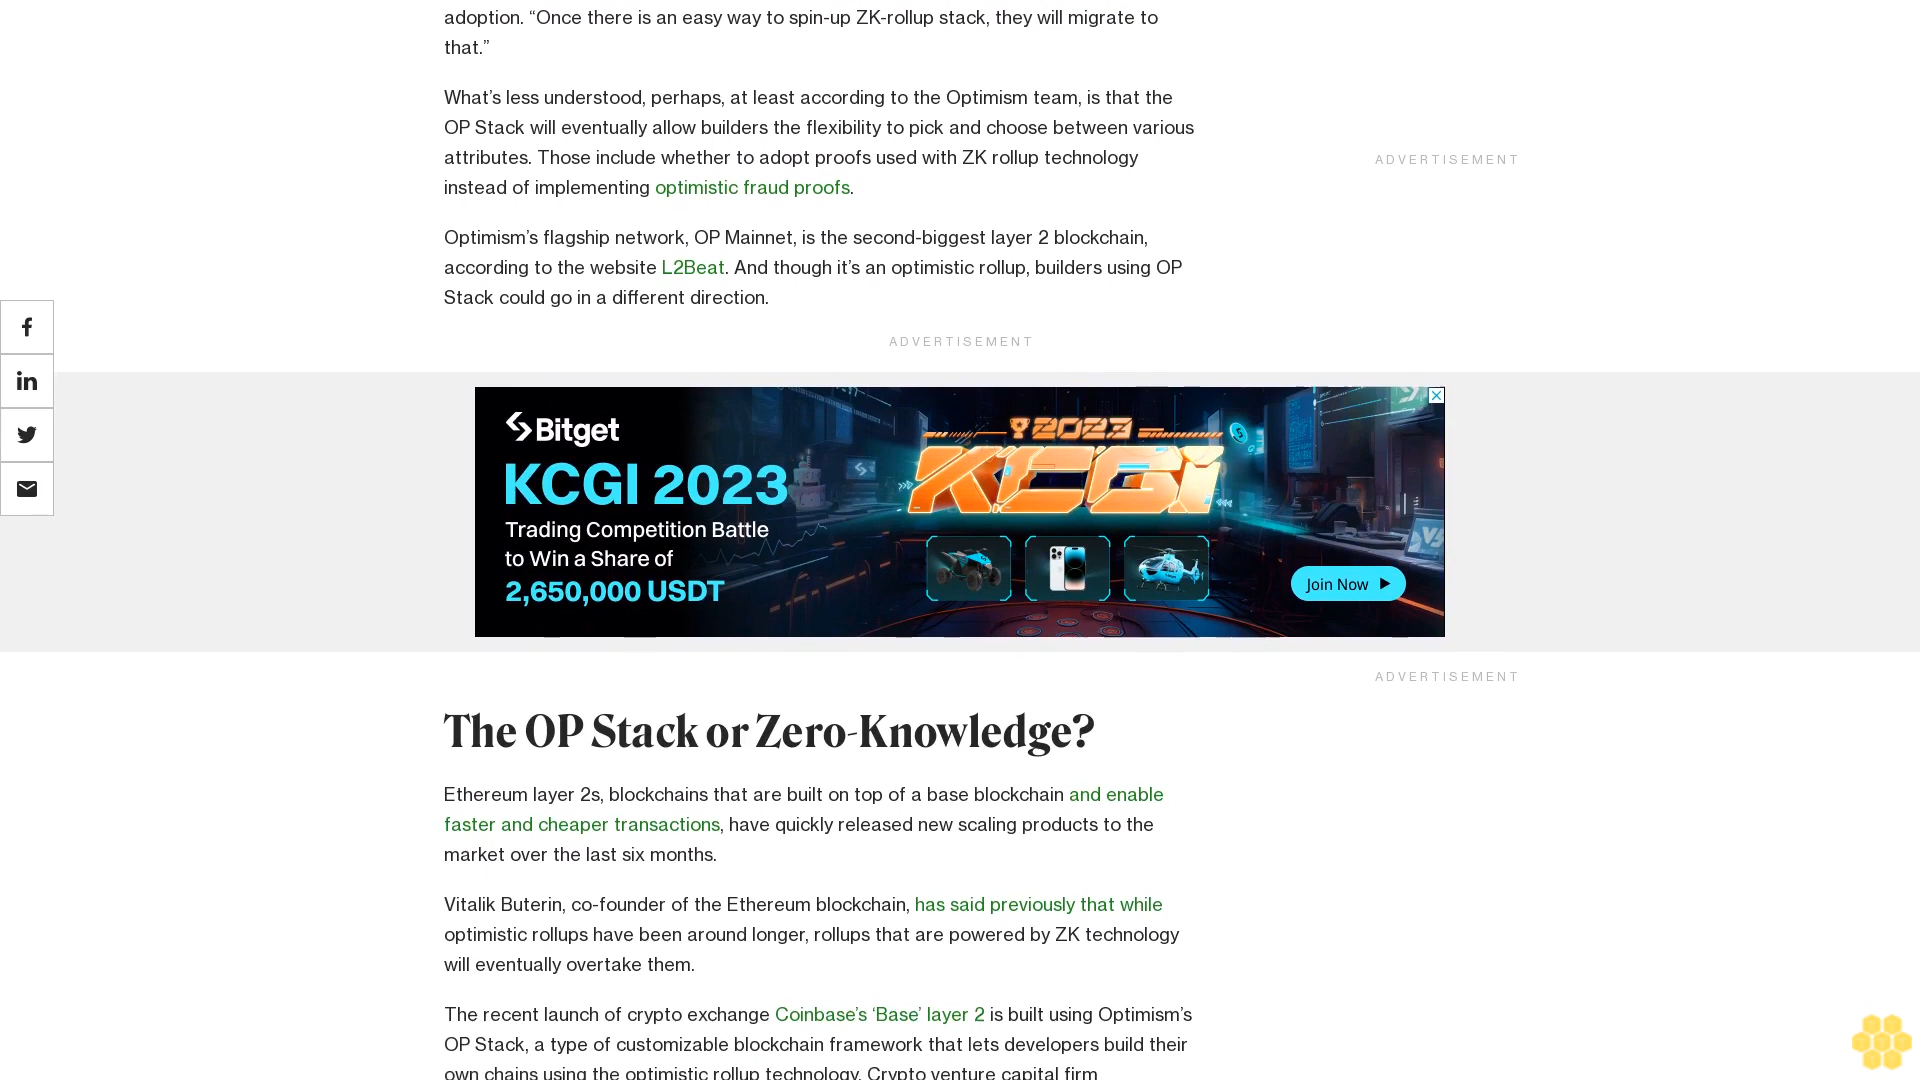 adoption. “Once there is an easy way to spin-up ZK-rollup stack, they will migrate to
that.”
What’s less understood, perhaps, at least according to the Optimism team, is that the
OP Stack will eventually allow builders the flexibility to pick and choose between various
attributes. Those include whether to adopt proofs used with ZK rollup technology
instead of implementing optimistic fraud proofs.
ADVERTISEMENT
Optimism’s flagship network, OP Mainnet, is the second-biggest layer 2 blockchain,
according to the website L2Beat. And though it’s an optimistic rollup, builders using OP
Stack could go in a different direction.
ADVERTISEMENT
Bitget
KCGI 2023
Trading Competition Battle
to Win a Share of
2,650,000 USDT
2023
KCGI
VS
Join Now
ADVERTISEMENT
The OP Stack or Zero-Knowledge?
Ethereum layer 2s, blockchains that are built on top of a base blockchain and enable
faster and cheaper transactions, have quickly released new scaling products to the
market over the last six months.
Vitalik Buterin, co-founder of the Ethereum blockchain, has said previously that while
optimistic rollups have been around longer, rollups that are powered by ZK technology
will eventually overtake them.
The recent launch of crypto exchange Coinbase’s ‘Base’ layer 2 is built using Optimism’s
OP Stack, a type of customizable blockchain framework that lets developers build their
own chains using the optimistic rollup technology. Crypto venture capital firm